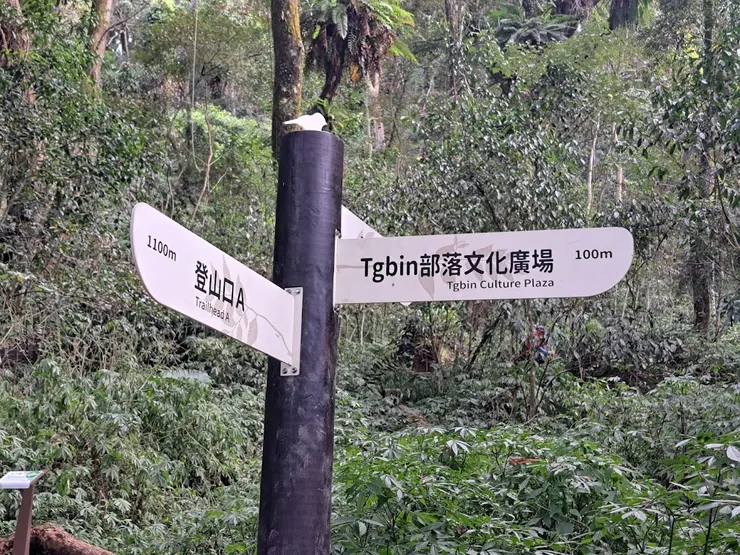 1100m
登山口A
Trailhead A
Tgbin部落文化廣場
Tgbin Culture Plaza
100m